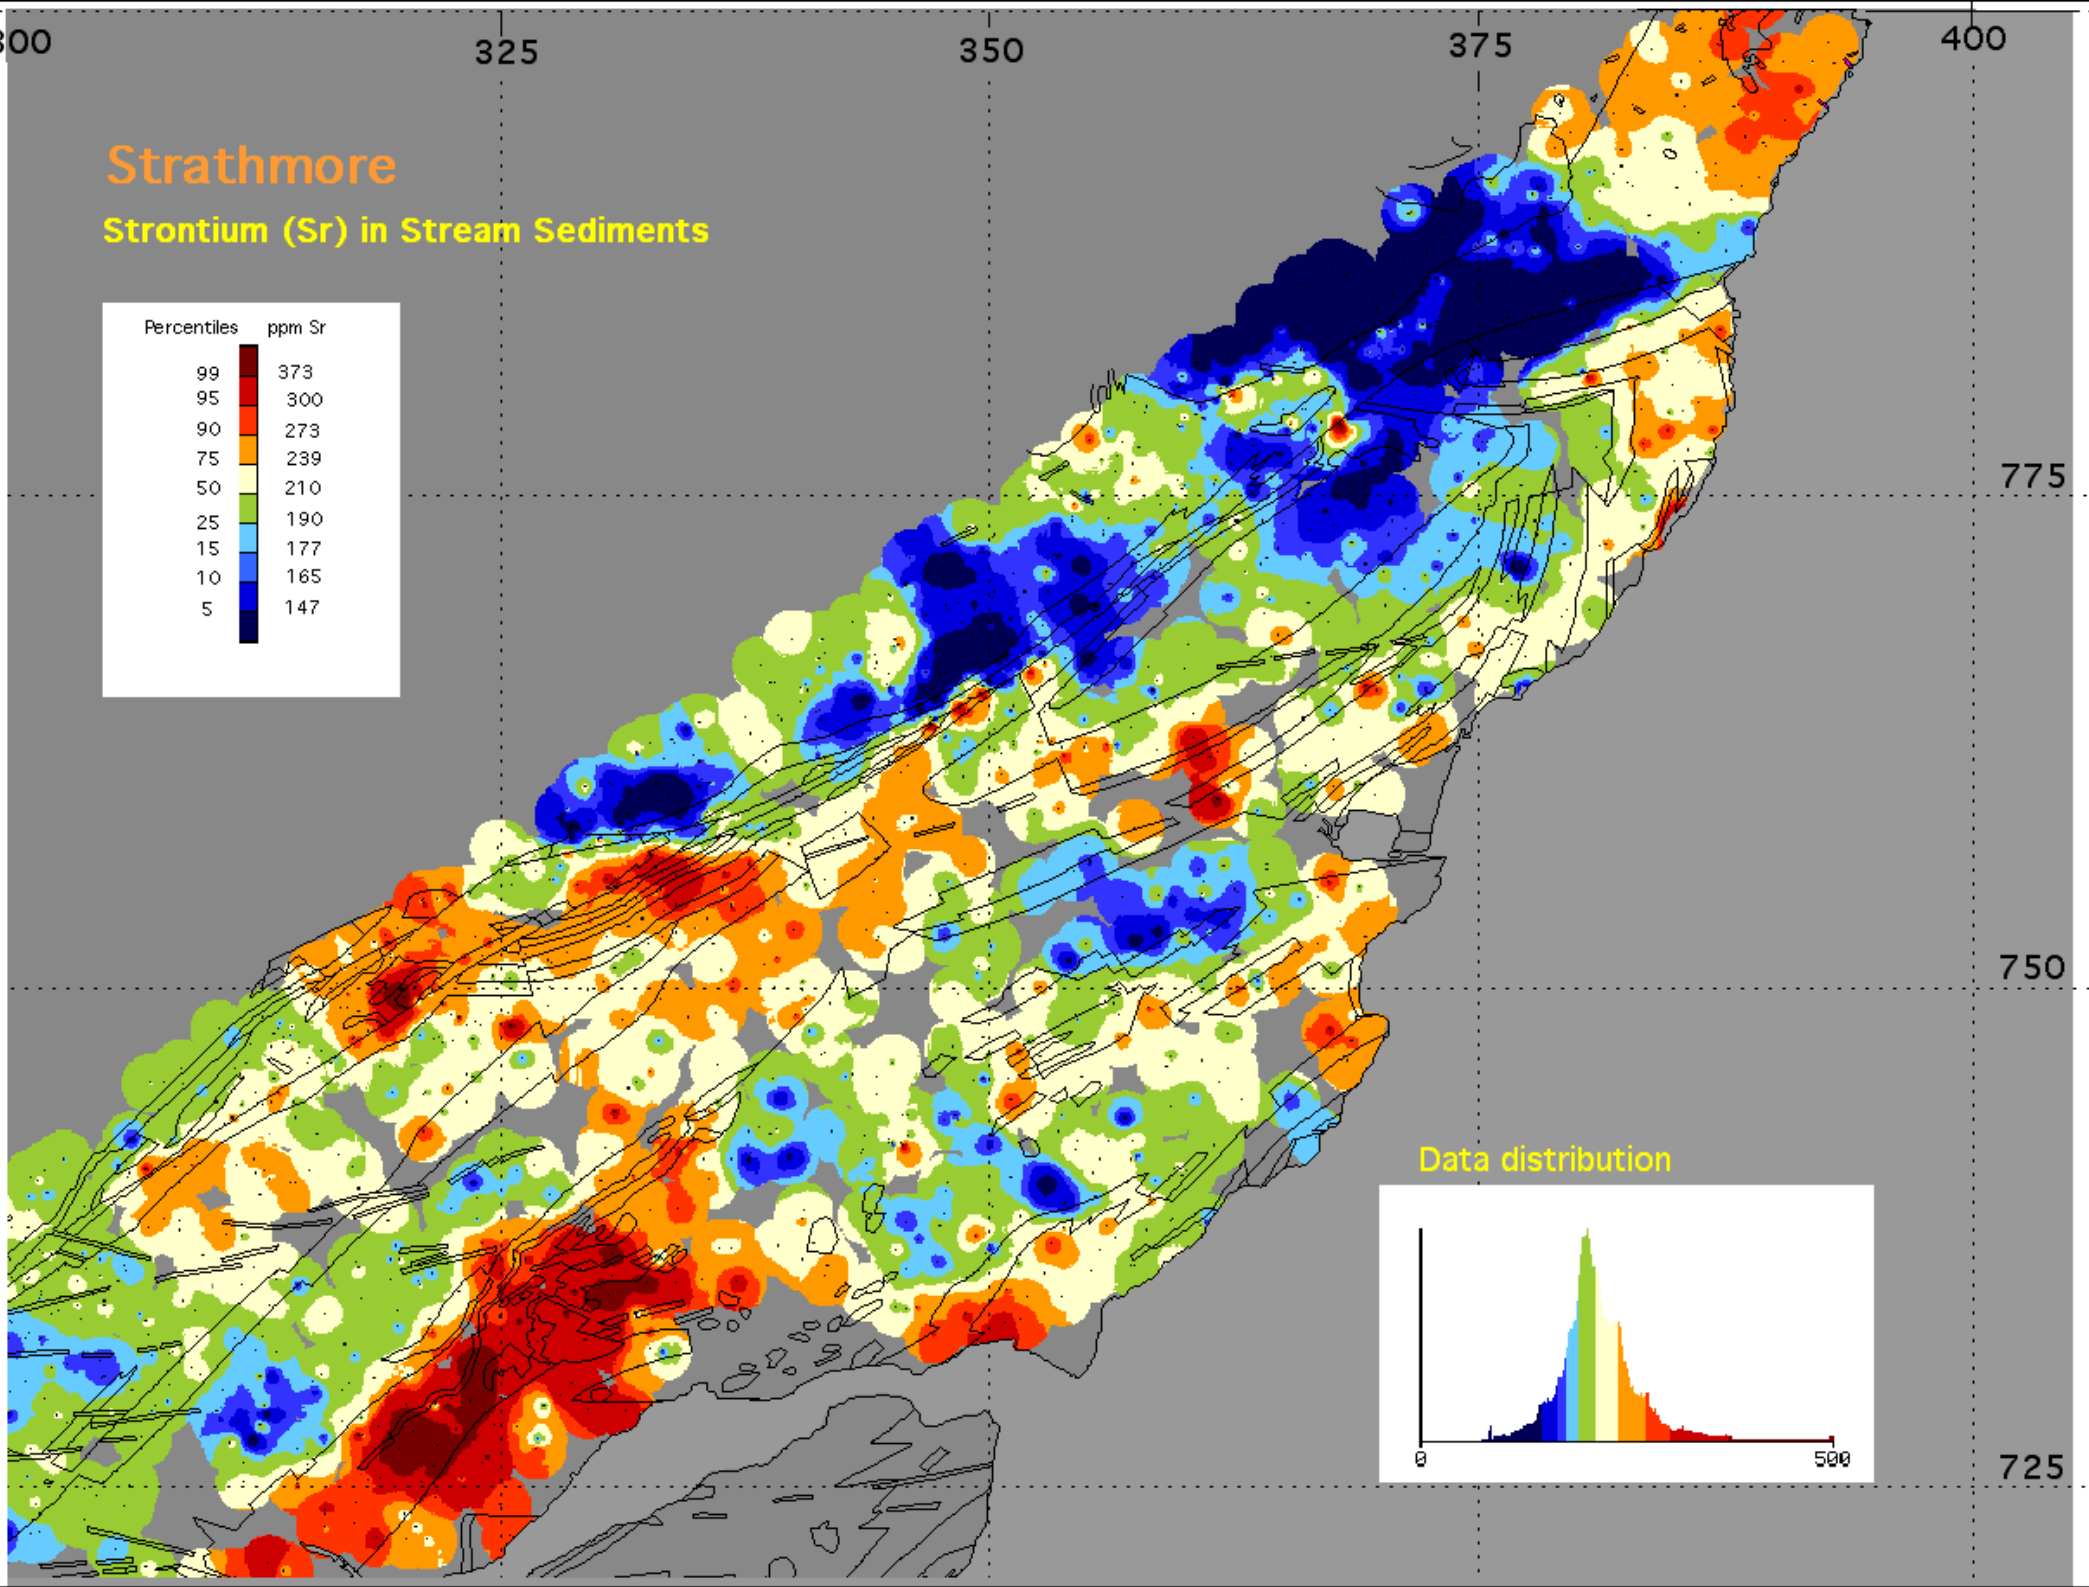 300 325 350 375 400
Strathmore
Strontium (Sr) in Stream Sediments
Percentiles ppm Sr
99 373
95 300
90 273
75 239
50 210
25 190
15 177
10 165
5 147
775
750
Data distribution
0 500
725